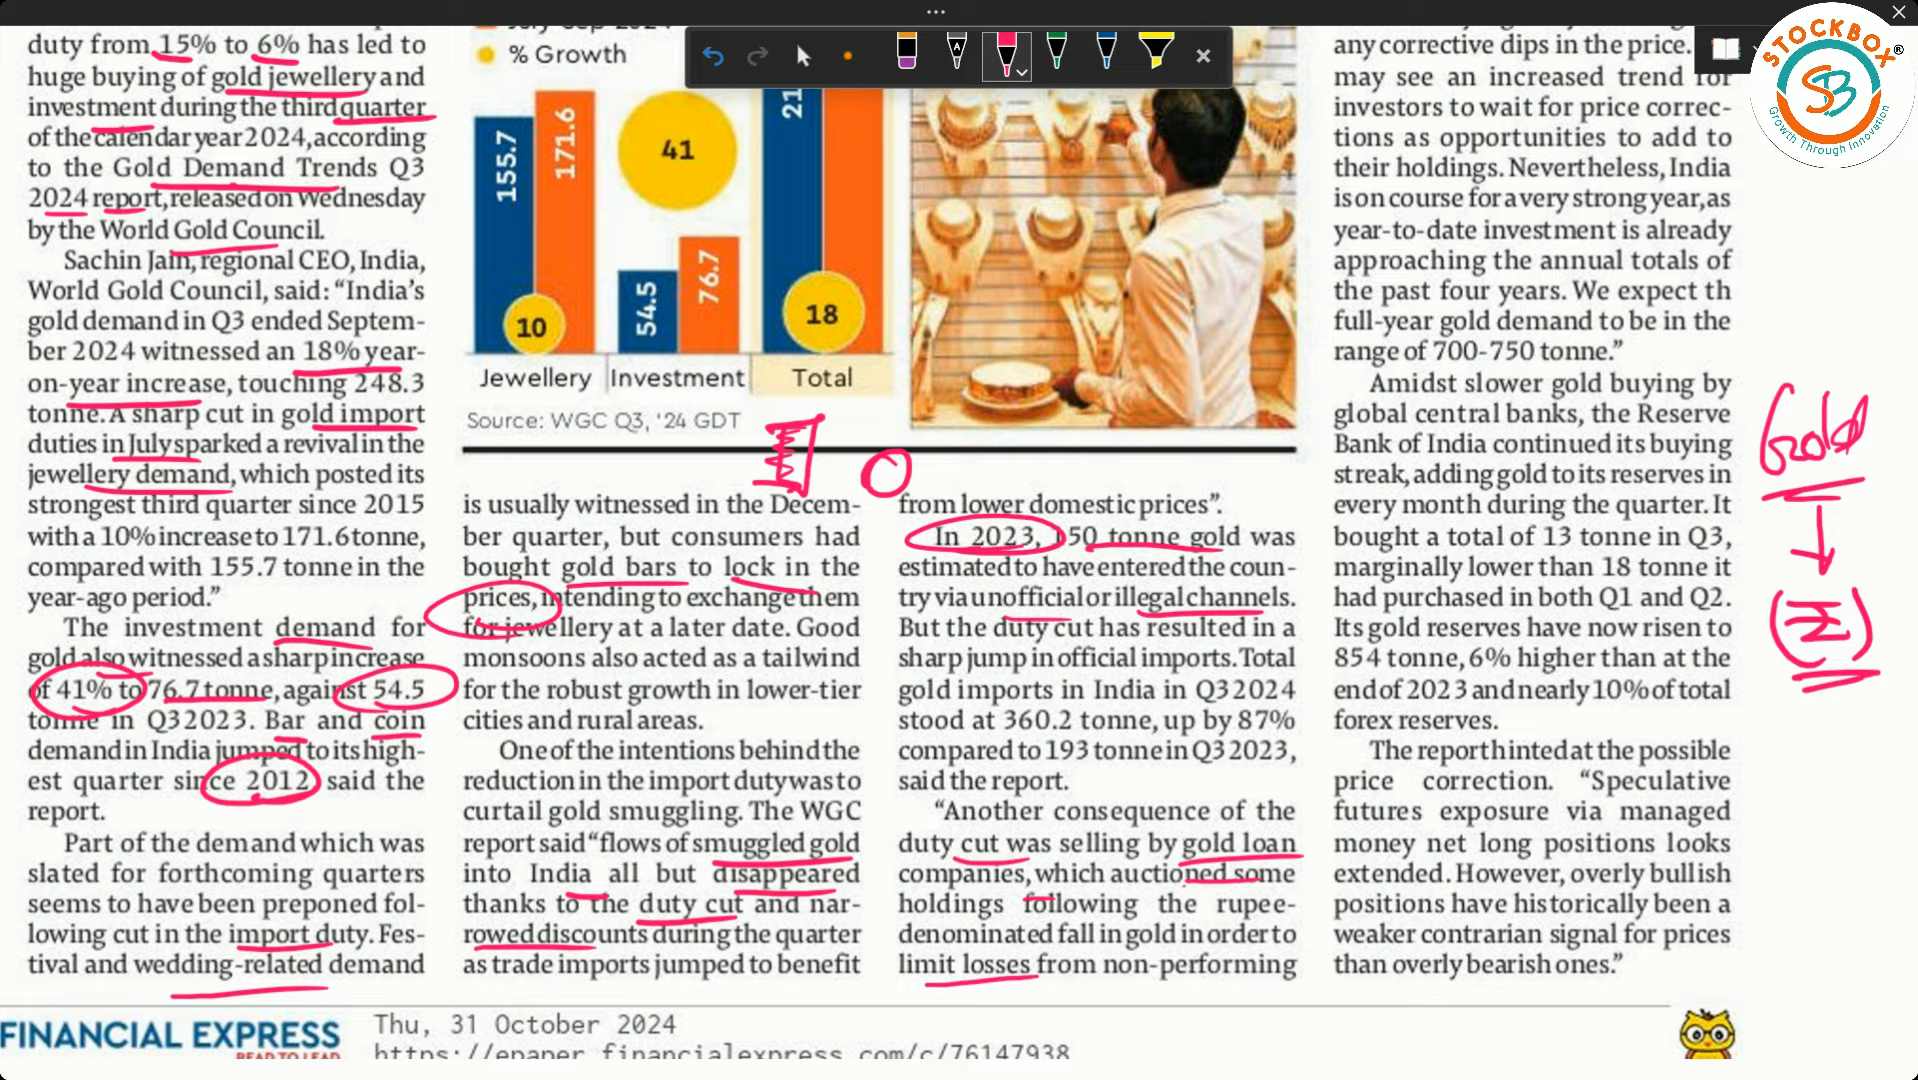 duty from 15% to 6% has led to
huge buying of gold jewellery and
investment during the third quarter
of the calendar year 2024, according
to the Gold Demand Trends Q3
2024 report, released on Wednesday
by the World Gold Council.
Sachin Jain, regional CEO, India,
World Gold Council, said: “India’s
gold demand in Q3 ended Septem-
ber 2024 witnessed an 18% year-
on-year increase, touching 248.3
tonne. A sharp cut in gold import
duties in July sparked a revival in the
jewellery demand, which posted its
strongest third quarter since 2015
with a 10% increase to 171.6 tonne,
compared with 155.7 tonne in the
year-ago period.”
The investment demand for
gold also witnessed a sharp increase
of 41% to 76.7 tonne, against 54.5
tonne in Q3 2023. Bar and coin
demand in India jumped to its high-
est quarter since 2012, said the
report.
Part of the demand which was
slated for forthcoming quarters
seems to have been preponed fol-
lowing cut in the import duty. Fes-
tival and wedding-related demand
July-Sep 2024
% Growth
155.7
171.6
10
41
54.5
76.7
21
18
Jewellery
Investment
Total
Source: WGC Q3, ‘24 GDT
is usually witnessed in the Decem-
ber quarter, but consumers had
bought gold bars to lock in the
prices, intending to exchange them
for jewellery at a later date. Good
monsoons also acted as a tailwind
for the robust growth in lower-tier
cities and rural areas.
One of the intentions behind the
reduction in the import duty was to
curtail gold smuggling. The WGC
report said “flows of smuggled gold
into India all but disappeared
thanks to the duty cut and nar-
rowed discounts during the quarter
as trade imports jumped to benefit
from lower domestic prices”.
In 2023, 150 tonne gold was
estimated to have entered the coun-
try via unofficial or illegal channels.
But the duty cut has resulted in a
sharp jump in official imports. Total
gold imports in India in Q3 2024
stood at 360.2 tonne, up by 87%
compared to 193 tonne in Q3 2023,
said the report.
“Another consequence of the
duty cut was selling by gold loan
companies, which auctioned some
holdings following the rupee-
denominated fall in gold in order to
limit losses from non-performing
any corrective dips in the price.
may see an increased trend for
investors to wait for price correc-
tions as opportunities to add to
their holdings. Nevertheless, India
is on course for a very strong year, as
year-to-date investment is already
approaching the annual totals of
the past four years. We expect th
full-year gold demand to be in the
range of 700-750 tonne.”
Amidst slower gold buying by
global central banks, the Reserve
Bank of India continued its buying
streak, adding gold to its reserves in
every month during the quarter. It
bought a total of 13 tonne in Q3,
marginally lower than 18 tonne it
had purchased in both Q1 and Q2.
Its gold reserves have now risen to
854 tonne, 6% higher than at the
end of 2023 and nearly 10% of total
forex reserves.
The report hinted at the possible
price correction. “Speculative
futures exposure via managed
money net long positions looks
extended. However, overly bullish
positions have historically been a
weaker contrarian signal for prices
than overly bearish ones.”
Gold
STOCKBOX®
SB
Growth Through Innovation
FINANCIAL EXPRESS
READ TO LEAD
Thu, 31 October 2024
https://epaper.financialexpress.com/c/76147938